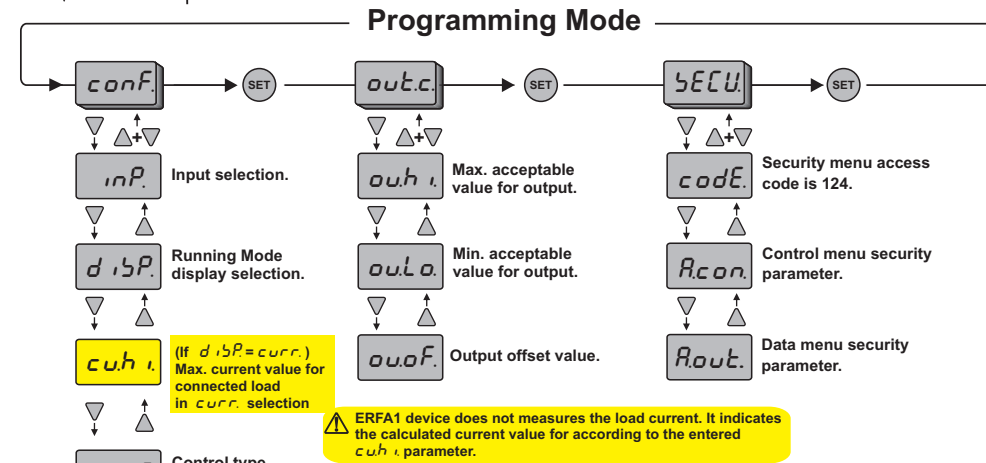 Programming Mode
conF.
SET
out.c.
SET
SECU.
SET
+
+
+
inP.
Input selection.
ou.hi.
Max. acceptable
value for output.
codE.
Security menu access
code is 124.
diSP.
Running Mode
display selection.
ou.Lo.
Min. acceptable
value for output.
A.con.
Control menu security
parameter.
cu.hi.
(If diSP.=curr.)
Max. current value for
connected load
in curr. selection
ou.oF.
Output offset value.
A.out.
Data menu security
parameter.
ERFA1 device does not measures the load current. It indicates
the calculated current value for according to the entered
cu.hi. parameter.
Control type